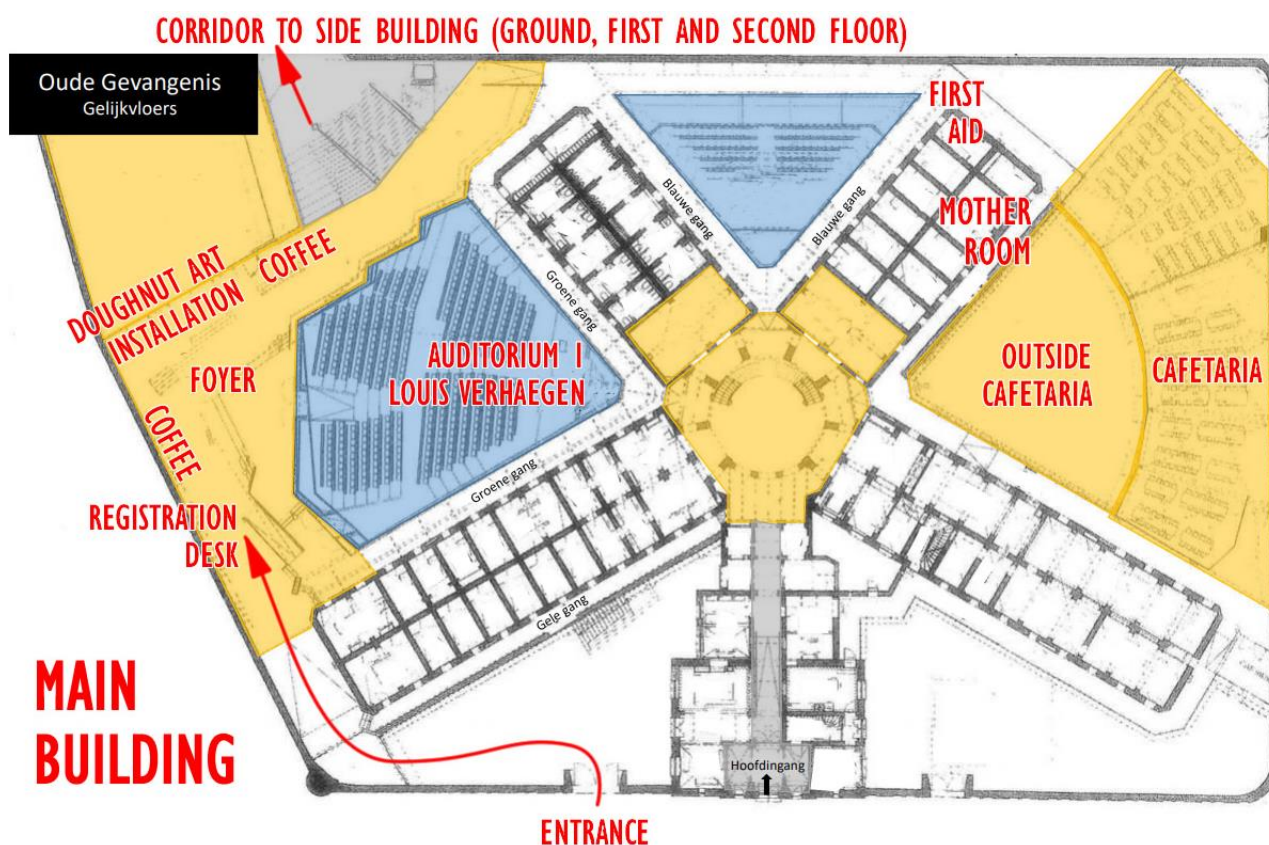 CORRIDOR TO SIDE BUILDING (GROUND, FIRST AND SECOND FLOOR)
Oude Gevangenis
Gelijkvloers
FIRST
AID
Blauwe gang
Blauwe gang
MOTHER
ROOM
DOUGHNUT ART
INSTALLATION
COFFEE
Groene gang
FOYER
AUDITORIUM I
LOUIS VERHAEGEN
OUTSIDE
CAFETARIA
CAFETARIA
COFFEE
Groene gang
REGISTRATION
DESK
Gele gang
MAIN
BUILDING
Hoofdingang
ENTRANCE